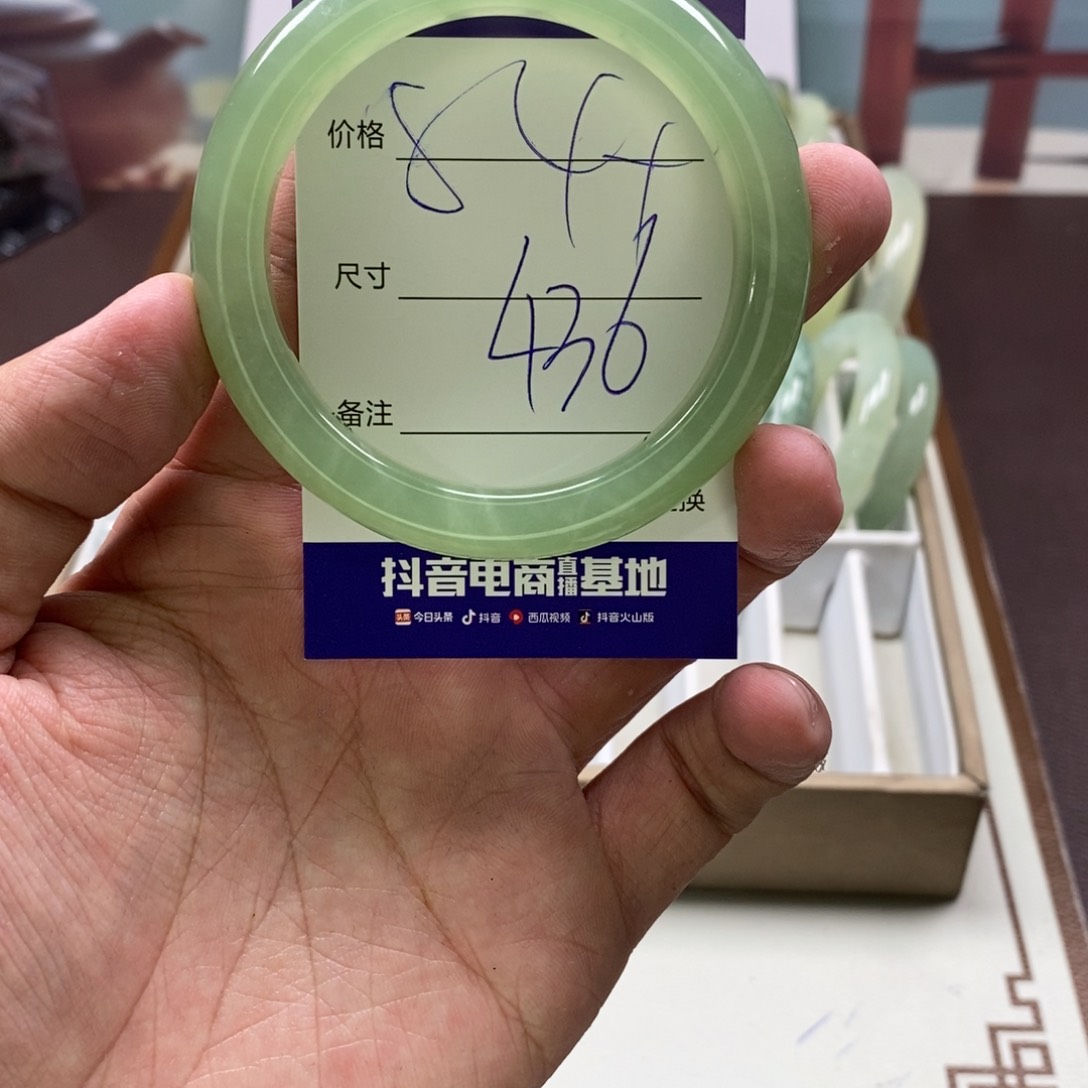 价格
尺寸
436
备注
换
抖音电商直播基地
今日头条 抖音 西瓜视频 抖音火山版